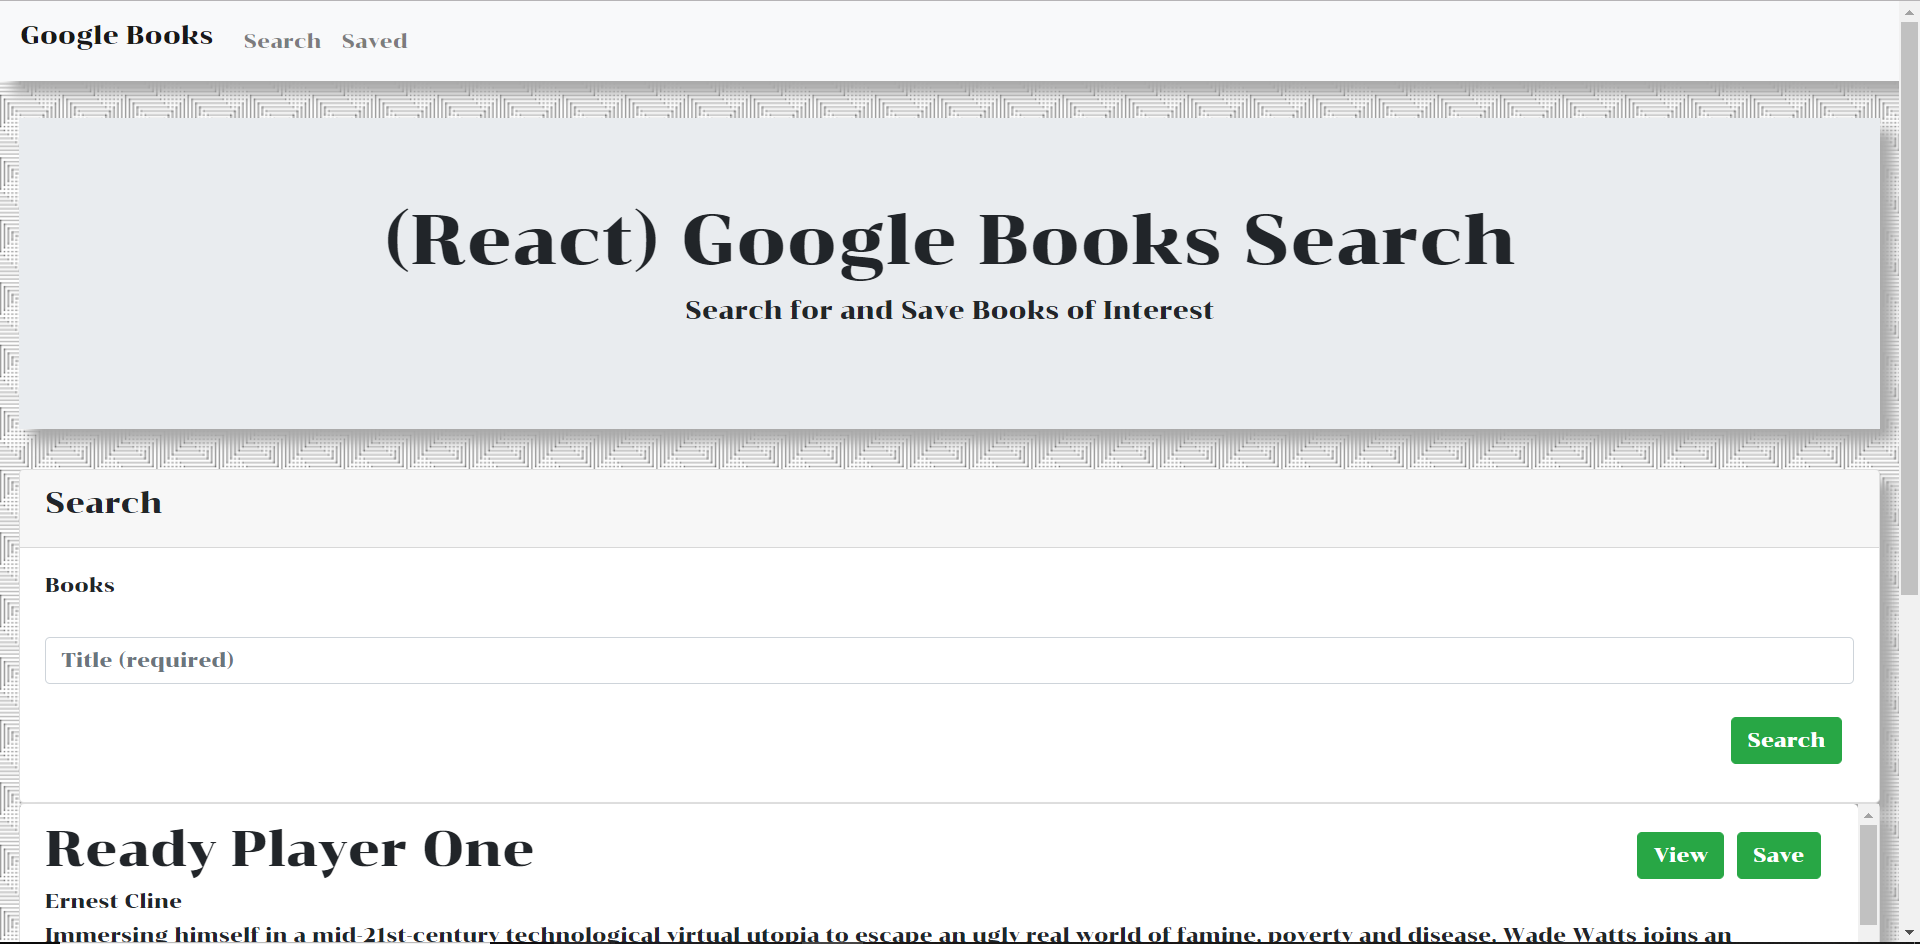 Google Books
Search Saved
(React) Google Books Search
Search for and Save Books of Interest
Search
Books
Title (required)
Search
Ready Player One
View Save
Ernest Cline
Immersing himself in a mid-21st-century technological virtual utopia to escape an ugly real world of famine, poverty and disease, Wade Watts joins an